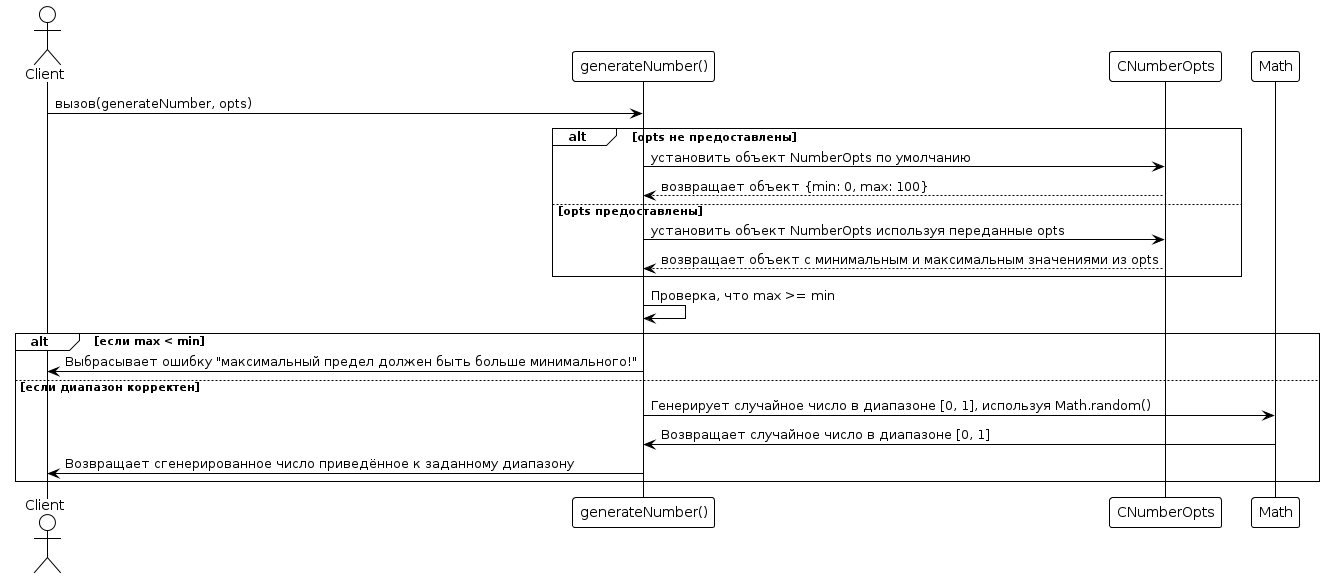 Client
generateNumber()
CNumberOpts
Math
вызов(generateNumber, opts)
alt
[opts не предоставлены]
установить объект NumberOpts по умолчанию
возвращает объект {min: 0, max: 100}
[opts предоставлены]
установить объект NumberOpts используя переданные opts
возвращает объект с минимальным и максимальным значениями из opts
Проверка, что max >= min
alt
[если max < min]
Выбрасывает ошибку "максимальный предел должен быть больше минимального!"
[если диапазон корректен]
Генерирует случайное число в диапазоне [0, 1], используя Math.random()
Возвращает случайное число в диапазоне [0, 1]
Возвращает сгенерированное число приведённое к заданному диапазону
Client
generateNumber()
CNumberOpts
Math